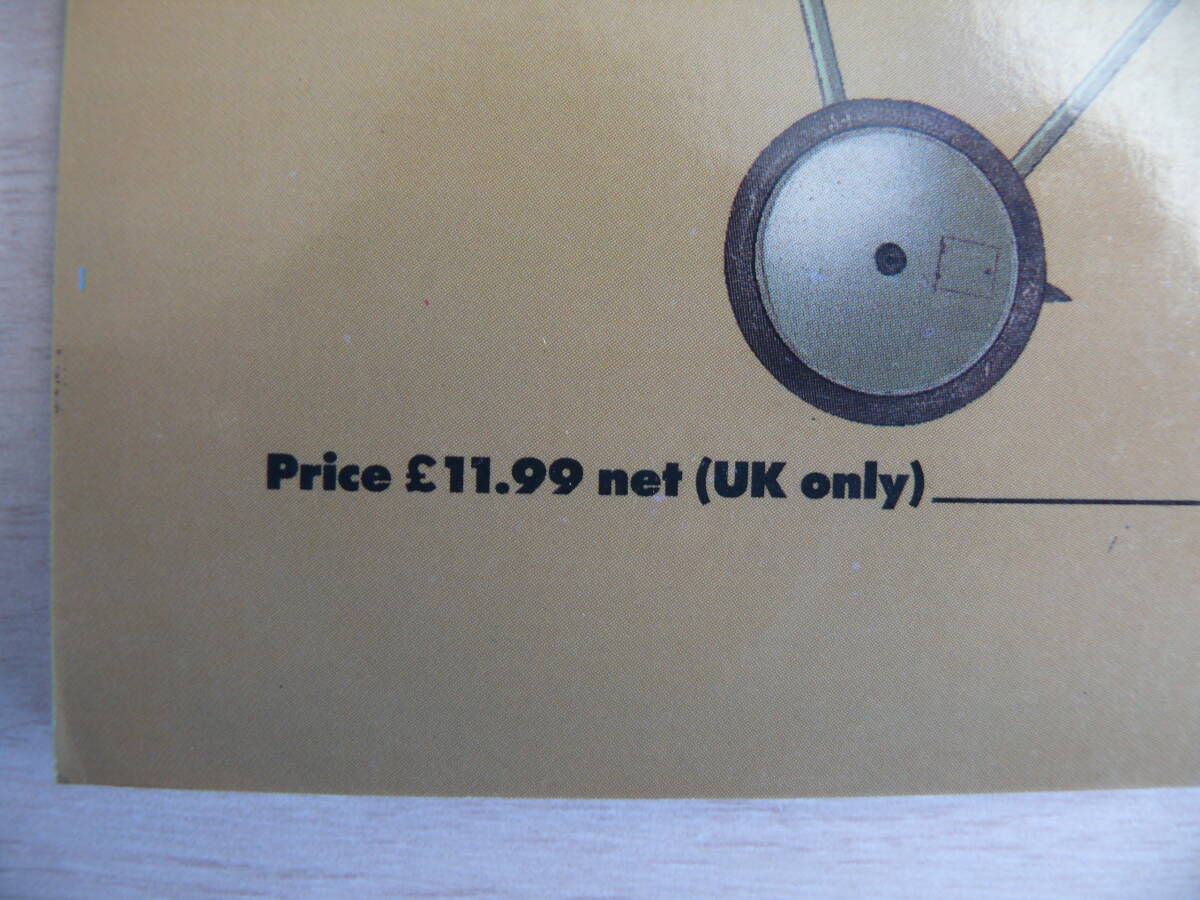 Price £11.99 net (UK only)